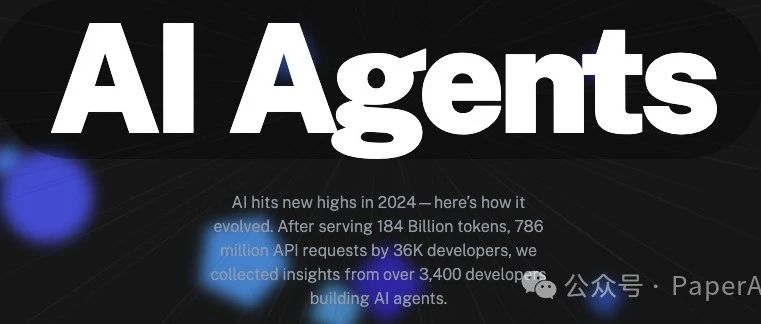 AI Agents
AI hits new highs in 2024—here's how it
evolved. After serving 184 Billion tokens, 786
million API requests by 36K developers, we
collected insights from over 3,400 developers
building AI agents.
公众号 · PaperA